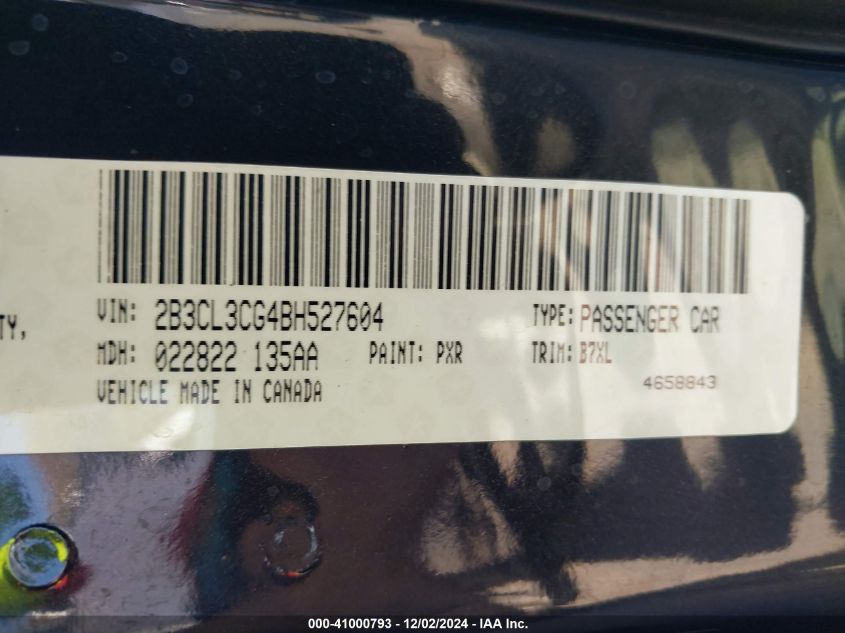 VIN: 2B3CL3CG4BH527604 TYPE: PASSENGER CAR
TY,
MDH: 022822 135AA PAINT: PXR TRIM: B7XL
VEHICLE MADE IN CANADA 4658843
000-41000793 - 12/02/2024 - IAA Inc.